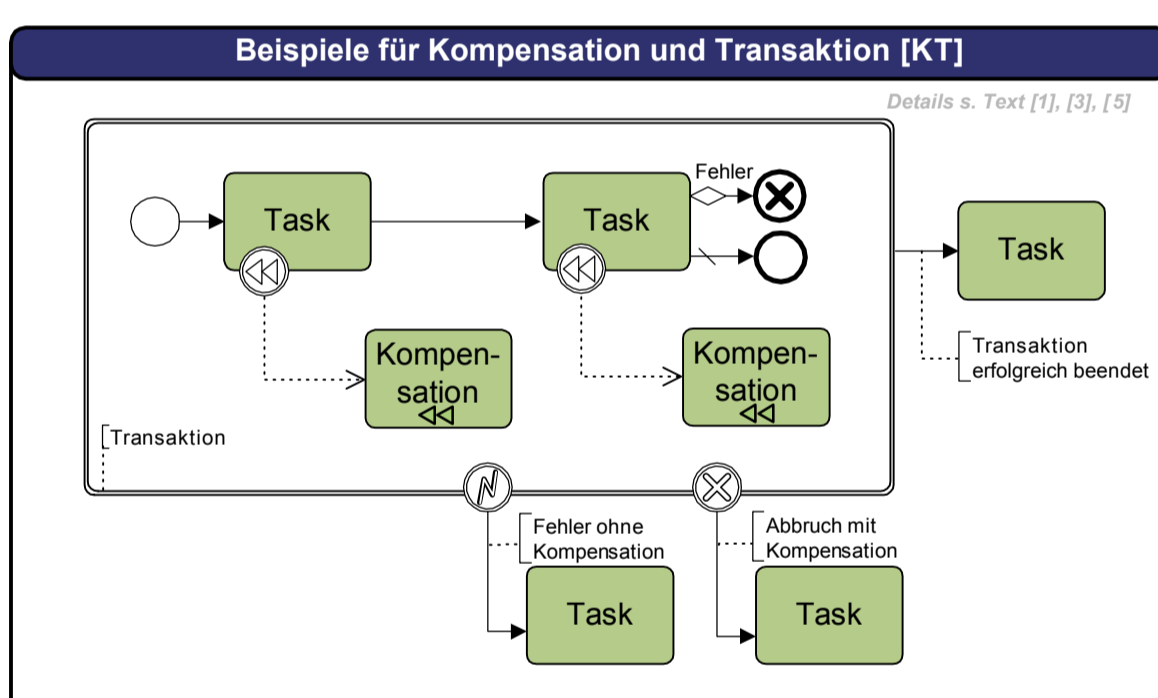 Beispiele für Kompensation und Transaktion [KT]
Details s. Text [1], [3], [5]
Fehler
Task
Task
Task
Kompen-
sation
Kompen-
sation
Transaktion
erfolgreich beendet
Transaktion
Fehler ohne
Kompensation
Abbruch mit
Kompensation
Task
Task